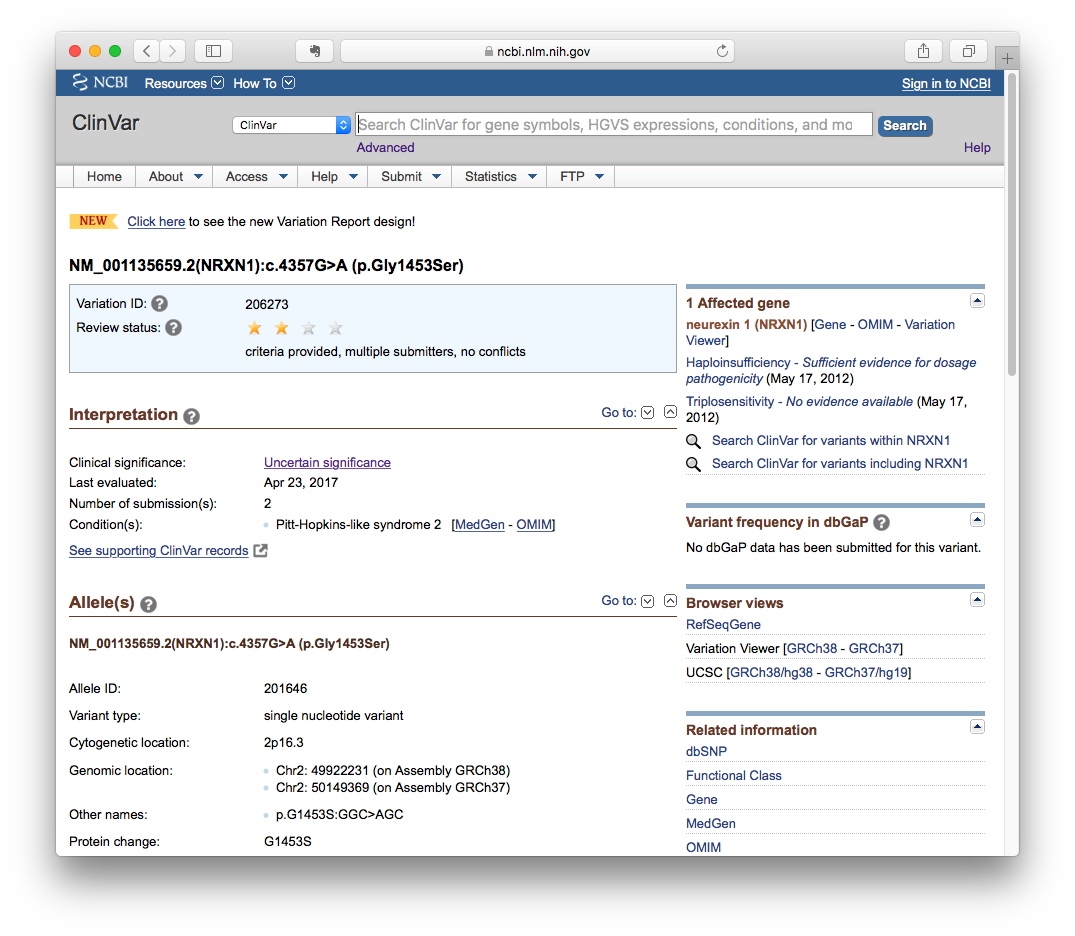 ncbi.nlm.nih.gov
NCBI Resources How To Sign in to NCBI
ClinVar ClinVar Search ClinVar for gene symbols, HGVS expressions, conditions, and mo Search
Advanced Help
Home About Access Help Submit Statistics FTP
NEW Click here to see the new Variation Report design!
NM_001135659.2(NRXN1):c.4357G>A (p.Gly1453Ser)
Variation ID: ? 206273
Review status: ?
criteria provided, multiple submitters, no conflicts
Interpretation ? Go to:
Clinical significance: Uncertain significance
Last evaluated: Apr 23, 2017
Number of submission(s): 2
Condition(s): Pitt-Hopkins-like syndrome 2 [MedGen - OMIM]
See supporting ClinVar records
Allele(s) ? Go to:
NM_001135659.2(NRXN1):c.4357G>A (p.Gly1453Ser)
Allele ID: 201646
Variant type: single nucleotide variant
Cytogenetic location: 2p16.3
Genomic location: Chr2: 49922231 (on Assembly GRCh38)
Chr2: 50149369 (on Assembly GRCh37)
Other names: p.G1453S:GGC>AGC
Protein change: G1453S
1 Affected gene
neurexin 1 (NRXN1) [Gene - OMIM - Variation
Viewer]
Haploinsufficiency - Sufficient evidence for dosage
pathogenicity (May 17, 2012)
Triplosensitivity - No evidence available (May 17,
2012)
Search ClinVar for variants within NRXN1
Search ClinVar for variants including NRXN1
Variant frequency in dbGaP ?
No dbGaP data has been submitted for this variant.
Browser views
RefSeqGene
Variation Viewer [GRCh38 - GRCh37]
UCSC [GRCh38/hg38 - GRCh37/hg19]
Related information
dbSNP
Functional Class
Gene
MedGen
OMIM